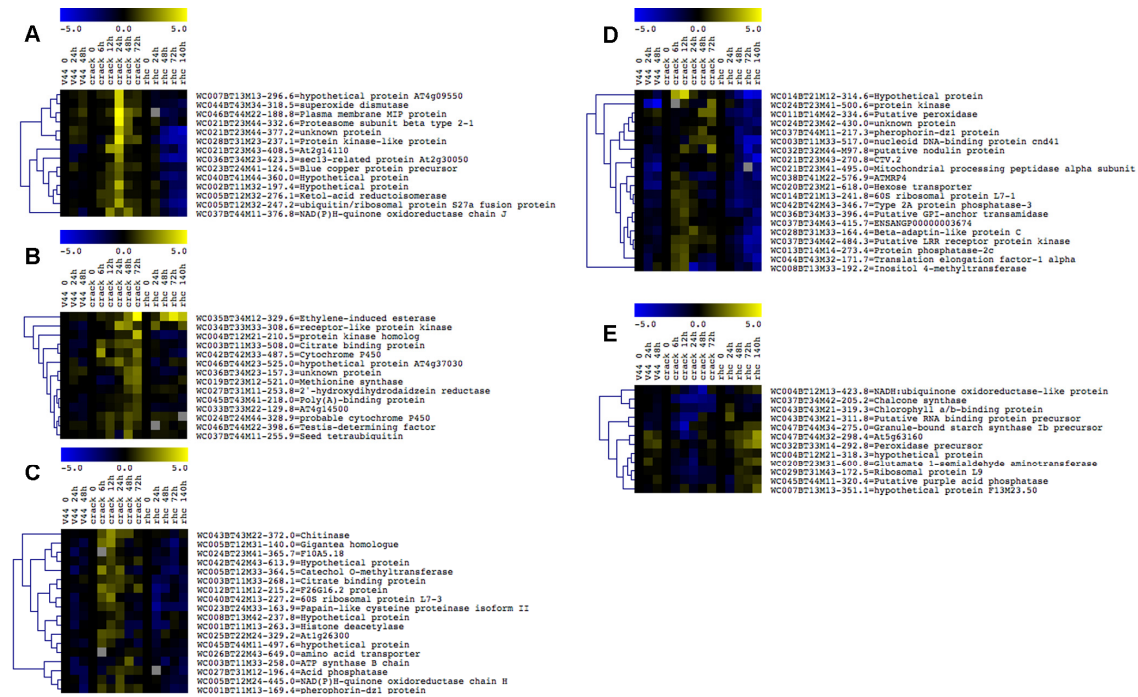 A
-5.0 0.0 5.0
V44 0
V44 24h
V44 48h
crack 0
crack 6h
crack 12h
crack 24h
crack 48h
crack 72h
rhc 0
rhc 24h
rhc 48h
rhc 72h
rhc 140h
WC007BT13M13-296.6=hypothetical protein AT4g09550
WC044BT43M34-318.5=superoxide dismutase
WC046BT44M22-188.8=Plasma membrane MIP protein
WC021BT23M44-332.6=Proteasome subunit beta type 2-1
WC021BT23M44-377.2=unknown protein
WC028BT31M23-237.1=Protein kinase-like protein
WC021BT23M43-408.5=At2g14110
WC036BT34M23-423.3=sec13-related protein At2g30050
WC023BT24M41-124.5=Blue copper protein precursor
WC040BT41M44-360.0=Hypothetical protein
WC002BT11M32-197.4=Hypothetical protein
WC005BT12M32-276.1=Ketol-acid reductoisomerase
WC005BT12M32-247.2=ubiquitin/ribosomal protein S27a fusion protein
WC037BT44M11-376.8=NAD(P)H-quinone oxidoreductase chain J
B
-5.0 0.0 5.0
V44 0
V44 24h
V44 48h
crack 0
crack 6h
crack 12h
crack 24h
crack 48h
crack 72h
rhc 0
rhc 24h
rhc 48h
rhc 72h
rhc 140h
WC035BT34M12-329.6=Ethylene-induced esterase
WC034BT33M33-308.6=receptor-like protein kinase
WC004BT12M21-210.5=protein kinase homolog
WC003BT11M33-508.0=Citrate binding protein
WC042BT42M33-487.5=Cytochrome P450
WC046BT44M23-525.0=hypothetical protein AT4g37030
WC036BT34M23-157.3=unknown protein
WC019BT23M12-521.0=Methionine synthase
WC027BT31M11-253.8=2'-hydroxydihydrodaidzein reductase
WC045BT43M41-218.0=Poly(A)-binding protein
WC033BT33M22-129.8=AT4g14500
WC024BT24M44-328.9=probable cytochrome P450
WC046BT44M22-398.6=Testis-determining factor
WC037BT44M11-255.9=Seed tetraubiquitin
C
-5.0 0.0 5.0
V44 0
V44 24h
V44 48h
crack 0
crack 6h
crack 12h
crack 24h
crack 48h
crack 72h
rhc 0
rhc 24h
rhc 48h
rhc 72h
rhc 140h
WC043BT43M22-372.0=Chitinase
WC005BT12M31-140.0=Gigantea homologue
WC024BT23M41-365.7=F10A5.18
WC042BT42M43-613.9=Hypothetical protein
WC005BT12M33-364.5=Catechol O-methyltransferase
WC003BT11M33-268.1=Citrate binding protein
WC012BT11M12-215.2=F26G16.2 protein
WC040BT42M13-227.2=60S ribosomal protein L7-3
WC023BT24M33-163.9=Papain-like cysteine proteinase isoform II
WC008BT13M42-237.8=Hypothetical protein
WC001BT11M13-263.3=Histone deacetylase
WC025BT22M24-329.2=At1g26300
WC045BT44M11-497.6=hypothetical protein
WC026BT22M43-649.0=amino acid transporter
WC003BT11M33-258.0=ATP synthase B chain
WC027BT31M12-196.4=Acid phosphatase
WC005BT12M24-445.0=NAD(P)H-quinone oxidoreductase chain H
WC001BT11M13-169.4=pherophorin-dz1 protein
D
-5.0 0.0 5.0
V44 0
V44 24h
V44 48h
crack 0
crack 6h
crack 12h
crack 24h
crack 48h
crack 72h
rhc 0
rhc 24h
rhc 48h
rhc 72h
rhc 140h
WC014BT21M12-314.6=Hypothetical protein
WC024BT23M41-500.6=protein kinase
WC011BT14M42-334.6=Putative peroxidase
WC024BT23M42-430.0=unknown protein
WC037BT44M11-217.3=pherophorin-dz1 protein
WC003BT11M33-517.0=nucleoid DNA-binding protein cnd41
WC032BT32M44-M97.8=putative nodulin protein
WC021BT23M43-270.8=CTV.2
WC021BT23M41-495.0=Mitochondrial processing peptidase alpha subunit
WC038BT41M22-576.9=ATMRP4
WC020BT23M21-618.0=Hexose transporter
WC014BT21M13-241.8=60S ribosomal protein L7-1
WC042BT42M43-346.7=Type 2A protein phosphatase-3
WC036BT34M33-396.4=Putative GPI-anchor transamidase
WC037BT34M43-415.7=ENSANGP00000003674
WC028BT31M33-164.4=Beta-adaptin-like protein C
WC037BT34M42-484.3=Putative LRR receptor protein kinase
WC013BT14M14-273.4=Protein phosphatase-2c
WC044BT43M32-171.7=Translation elongation factor-1 alpha
WC008BT13M33-192.2=Inositol 4-methyltransferase
E
-5.0 0.0 5.0
V44 0
V44 24h
V44 48h
crack 0
crack 6h
crack 12h
crack 24h
crack 48h
crack 72h
rhc 0
rhc 24h
rhc 48h
rhc 72h
rhc 140h
WC004BT12M13-423.8=NADH:ubiquinone oxidoreductase-like protein
WC037BT34M42-205.2=Chalcone synthase
WC043BT43M21-319.3=Chlorophyll a/b-binding protein
WC043BT43M21-311.8=Putative RNA binding protein precursor
WC047BT44M34-275.0=Granule-bound starch synthase Ib precursor
WC047BT44M32-298.4=At5g63160
WC032BT33M14-292.8=Peroxidase precursor
WC004BT12M21-318.3=hypothetical protein
WC020BT23M31-600.8=Glutamate 1-semialdehyde aminotransferase
WC029BT31M43-172.5=Ribosomal protein L9
WC045BT44M11-320.4=Putative purple acid phosphatase
WC007BT13M13-351.1=hypothetical protein F13M23.50